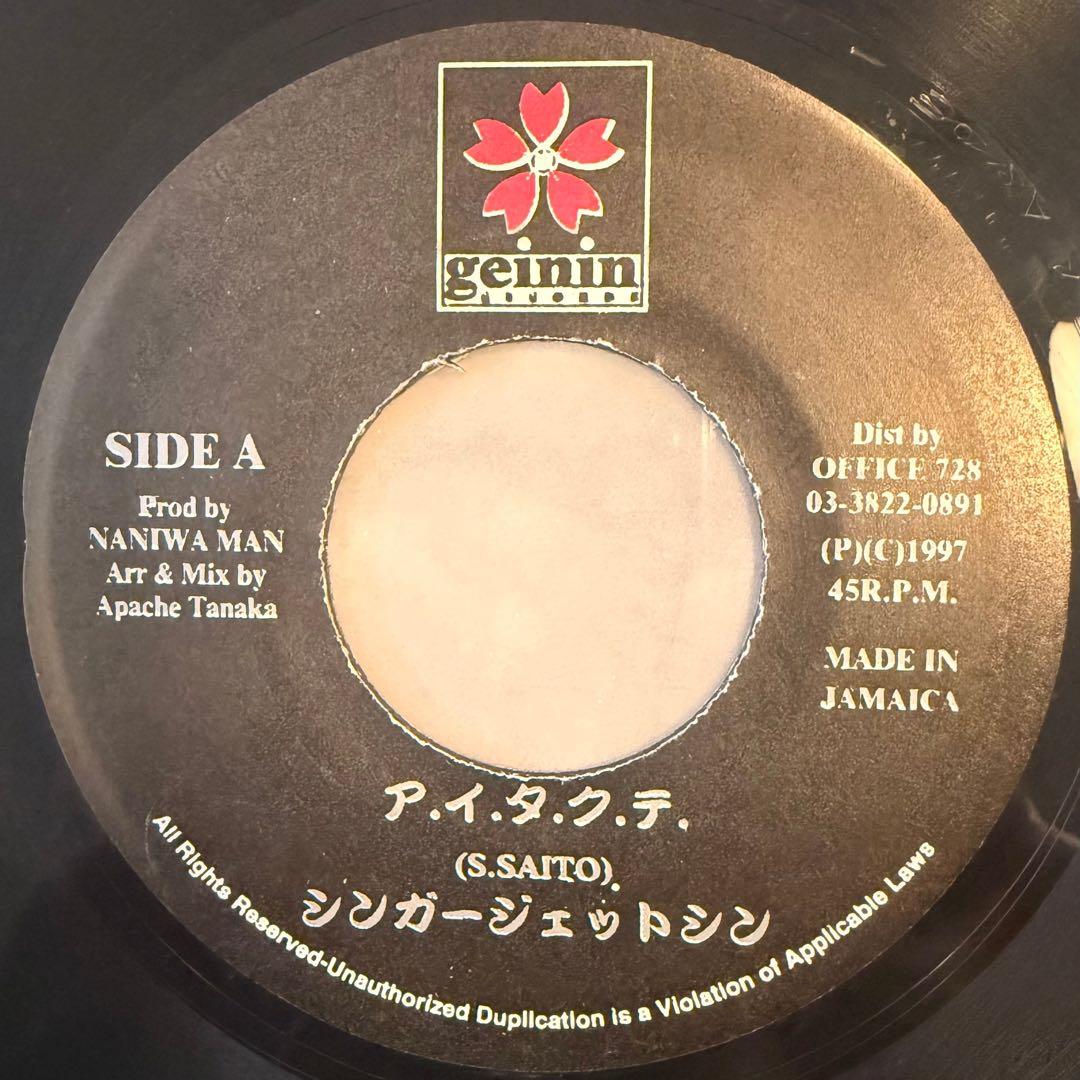 geinin
RECORDS
SIDE A
Prod by
NANIWA MAN
Arr & Mix by
Apache Tanaka
Dist by
OFFICE 728
03-3822-0891
(P)(C)1997
45R.P.M.
MADE IN
JAMAICA
ア.イ.タ.ク.テ.
(S.SAITO).
シンガージェットシン
All Rights Reserved-Unauthorized Duplication is a Violation of Applicable Laws